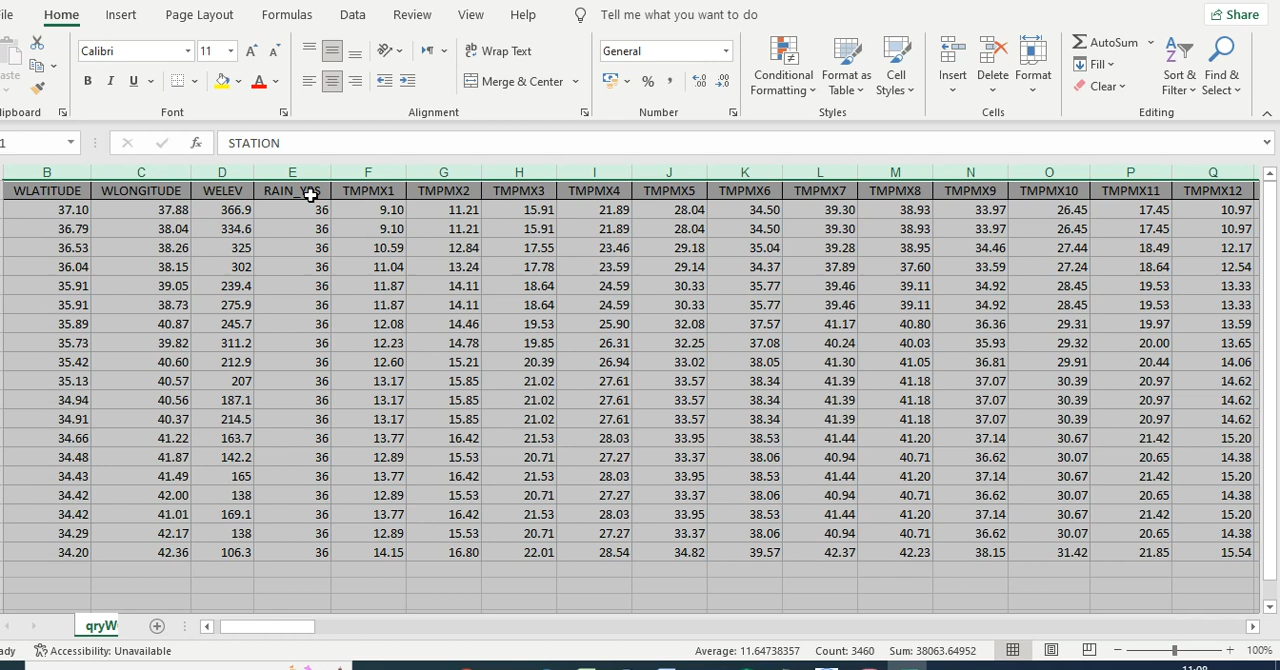 ile Home Insert Page Layout Formulas Data Review View Help Tell me what you want to do Share
Calibri 11 Wrap Text General AutoSum
aste B I U Merge & Center Conditional Formatting Format as Table Cell Styles Insert Delete Format Fill Clear Sort & Filter Find & Select
lipboard Font Alignment Number Styles Cells Editing
1 fx STATION
B C D E F G H I J K L M N O P Q
WLATITUDE WLONGITUDE WELEV TMPMX1 TMPMX2 TMPMX3 TMPMX4 TMPMX5 TMPMX6 TMPMX7 TMPMX8 TMPMX9 TMPMX10 TMPMX11 TMPMX12
37.10 37.88 366.9 36 9.10 11.21 15.91 21.89 28.04 34.50 39.30 38.93 33.97 26.45 17.45 10.97
36.79 38.04 334.6 36 9.10 11.21 15.91 21.89 28.04 34.50 39.30 38.93 33.97 26.45 17.45 10.97
36.53 38.26 325 36 10.59 12.84 17.55 23.46 29.18 35.04 39.28 38.95 34.46 27.44 18.49 12.17
36.04 38.15 302 36 11.04 13.24 17.78 23.59 29.14 34.37 37.89 37.60 33.59 27.24 18.64 12.54
35.91 39.05 239.4 36 11.87 14.11 18.64 24.59 30.33 35.77 39.46 39.11 34.92 28.45 19.53 13.33
35.91 38.73 275.9 36 11.87 14.11 18.64 24.59 30.33 35.77 39.46 39.11 34.92 28.45 19.53 13.33
35.89 40.87 245.7 36 12.08 14.46 19.53 25.90 32.08 37.57 41.17 40.80 36.36 29.31 19.97 13.59
35.73 39.82 311.2 36 12.23 14.78 19.85 26.31 32.25 37.08 40.24 40.03 35.93 29.32 20.00 13.65
35.42 40.60 212.9 36 12.60 15.21 20.39 26.94 33.02 38.05 41.30 41.05 36.81 29.91 20.44 14.06
35.13 40.57 207 36 13.17 15.85 21.02 27.61 33.57 38.34 41.39 41.18 37.07 30.39 20.97 14.62
34.94 40.56 187.1 36 13.17 15.85 21.02 27.61 33.57 38.34 41.39 41.18 37.07 30.39 20.97 14.62
34.91 40.37 214.5 36 13.17 15.85 21.02 27.61 33.57 38.34 41.39 41.18 37.07 30.39 20.97 14.62
34.66 41.22 163.7 36 13.77 16.42 21.53 28.03 33.95 38.53 41.44 41.20 37.14 30.67 21.42 15.20
34.48 41.87 142.2 36 12.89 15.53 20.71 27.27 33.37 38.06 40.94 40.71 36.62 30.07 20.65 14.38
34.43 41.49 165 36 13.77 16.42 21.53 28.03 33.95 38.53 41.44 41.20 37.14 30.67 21.42 15.20
34.42 42.00 138 36 12.89 15.53 20.71 27.27 33.37 38.06 40.94 40.71 36.62 30.07 20.65 14.38
34.42 41.01 169.1 36 13.77 16.42 21.53 28.03 33.95 38.53 41.44 41.20 37.14 30.67 21.42 15.20
34.29 42.17 138 36 12.89 15.53 20.71 27.27 33.37 38.06 40.94 40.71 36.62 30.07 20.65 14.38
34.20 42.36 106.3 36 14.15 16.80 22.01 28.54 34.82 39.57 42.37 42.23 38.15 31.42 21.85 15.54
qryW
ady Accessibility: Unavailable Average: 11.64738357 Count: 3460 Sum: 38063.64952 100%